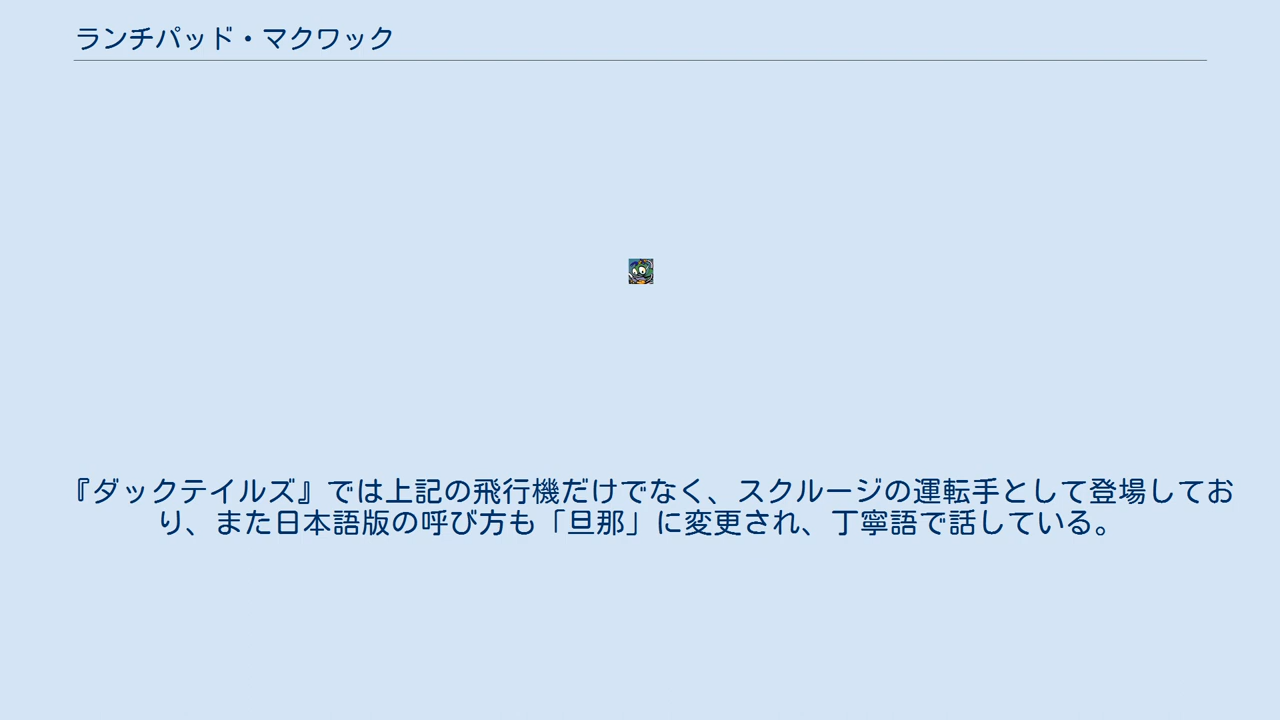 ランチパッド・マクワック
『ダックテイルズ』では上記の飛行機だけでなく、スクルージの運転手として登場してお
り、また日本語版の呼び方も「旦那」に変更され、丁寧語で話している。